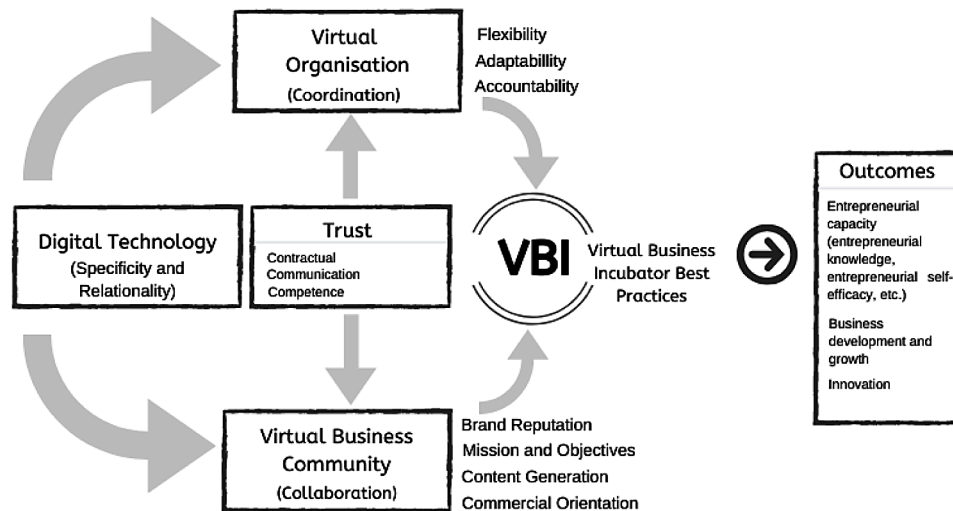 Virtual
Organisation
(Coordination)
Flexibility
Adaptabillity
Accountability
Digital Technology
(Specificity and
Relationality)
Trust
Contractual
Communication
Competence
VBI
Virtual Business
Incubator Best
Practices
Outcomes
Entrepreneurial
capacity
(entrepreneurial
knowledge,
entrepreneurial self-
efficacy, etc.)
Business
development and
growth
Innovation
Virtual Business
Community
(Collaboration)
Brand Reputation
Mission and Objectives
Content Generation
Commercial Orientation